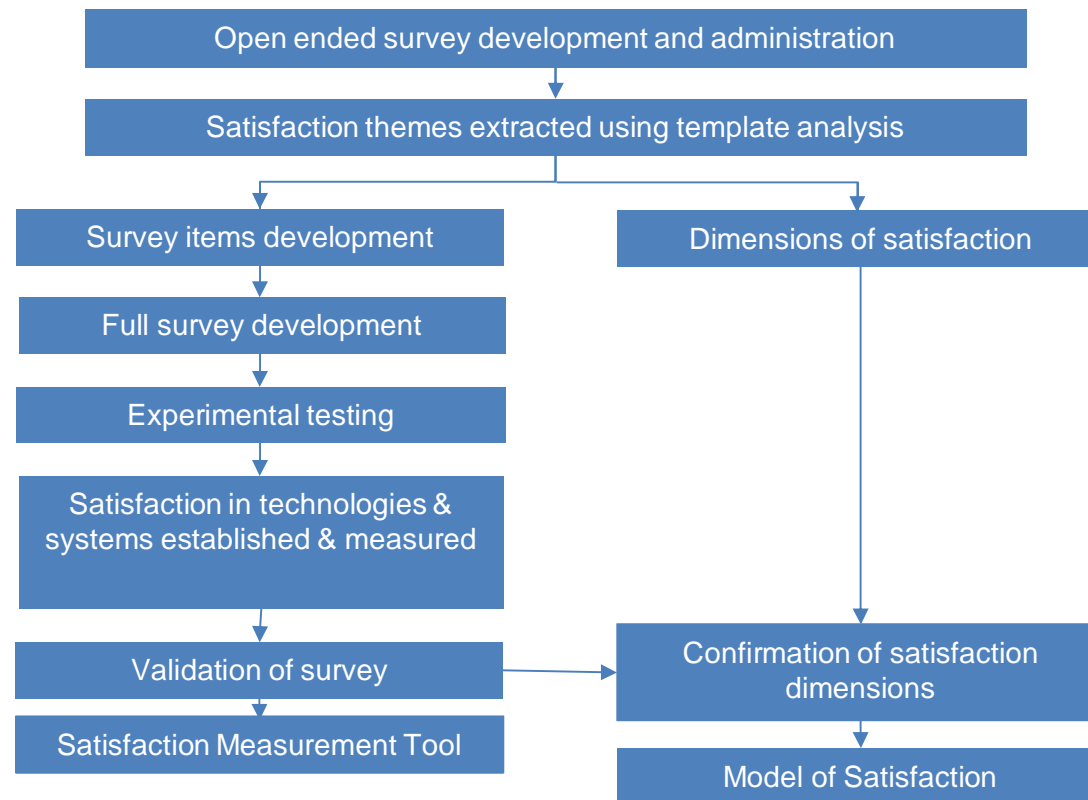 Open ended survey development and administration
Satisfaction themes extracted using template analysis
Survey items development
Dimensions of satisfaction
Full survey development
Experimental testing
Satisfaction in technologies &
systems established & measured
Validation of survey
Confirmation of satisfaction
dimensions
Satisfaction Measurement Tool
Model of Satisfaction